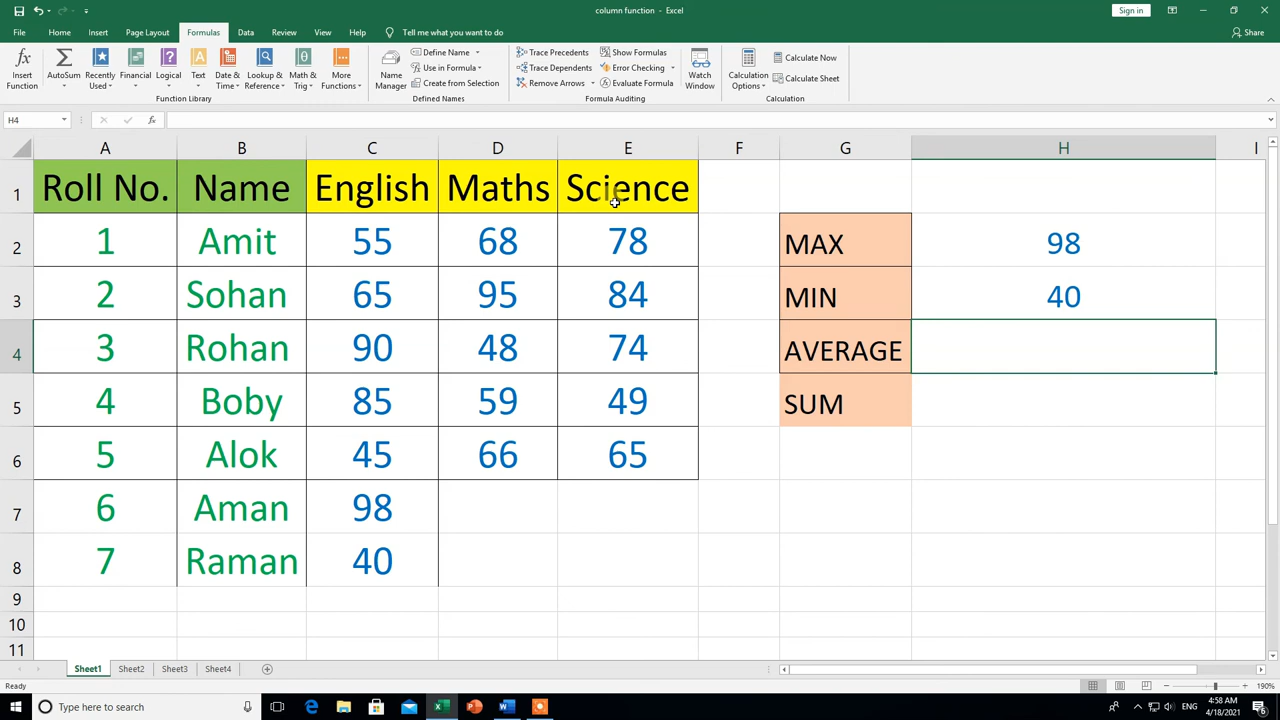 column function - Excel
Sign in
File Home Insert Page Layout Formulas Data Review View Help Tell me what you want to do Share
Insert Function
AutoSum
Recently Used
Financial
Logical
Text
Date & Time
Lookup & Reference
Math & Trig
More Functions
Function Library
Name Manager
Define Name
Use in Formula
Create from Selection
Defined Names
Trace Precedents
Trace Dependents
Remove Arrows
Show Formulas
Error Checking
Evaluate Formula
Formula Auditing
Watch Window
Calculation Options
Calculate Now
Calculate Sheet
Calculation
H4 fx
A B C D E F G H I
1 Roll No. Name English Maths Science
2 1 Amit 55 68 78 MAX 98
3 2 Sohan 65 95 84 MIN 40
4 3 Rohan 90 48 74 AVERAGE
5 4 Boby 85 59 49 SUM
6 5 Alok 45 66 65
7 6 Aman 98
8 7 Raman 40
9
10
11
Sheet1 Sheet2 Sheet3 Sheet4
Ready 190%
Type here to search
ENG
4:58 AM
4/18/2021